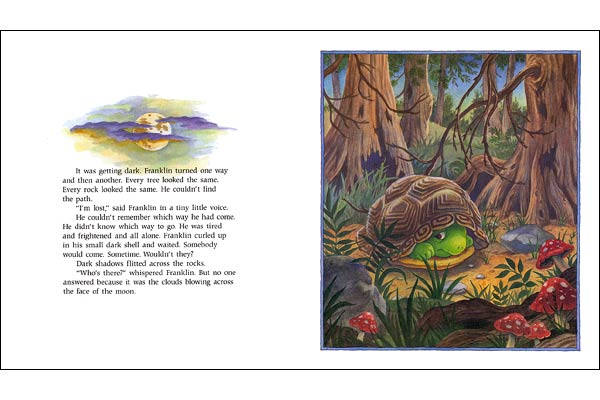 It was getting dark. Franklin turned one way
and then another. Every tree looked the same.
Every rock looked the same. He couldn't find
the path.
"I'm lost," said Franklin in a tiny little voice.
He couldn't remember which way he had come.
He didn't know which way to go. He was tired
and frightened and all alone. Franklin curled up
in his small dark shell and waited. Somebody
would come. Sometime. Wouldn't they?
Dark shadows flitted across the rocks.
"Who's there?" whispered Franklin. But no one
answered because it was the clouds blowing across
the face of the moon.